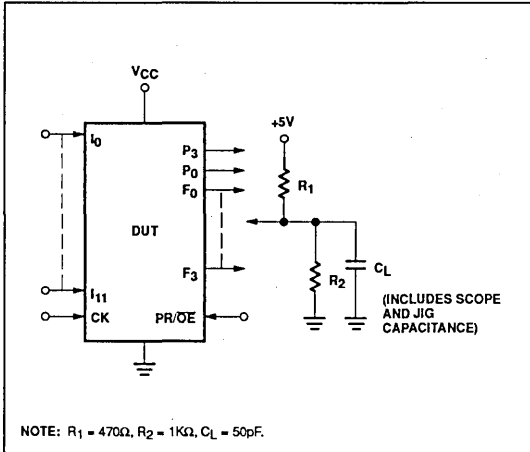 VCC
+5V
I0
P3
P0
F0
R1
DUT
F3
R2
CL
I11
CK
PR/OE
(INCLUDES SCOPE
AND JIG
CAPACITANCE)
NOTE: R1 = 470Ω, R2 = 1KΩ, CL = 50pF.